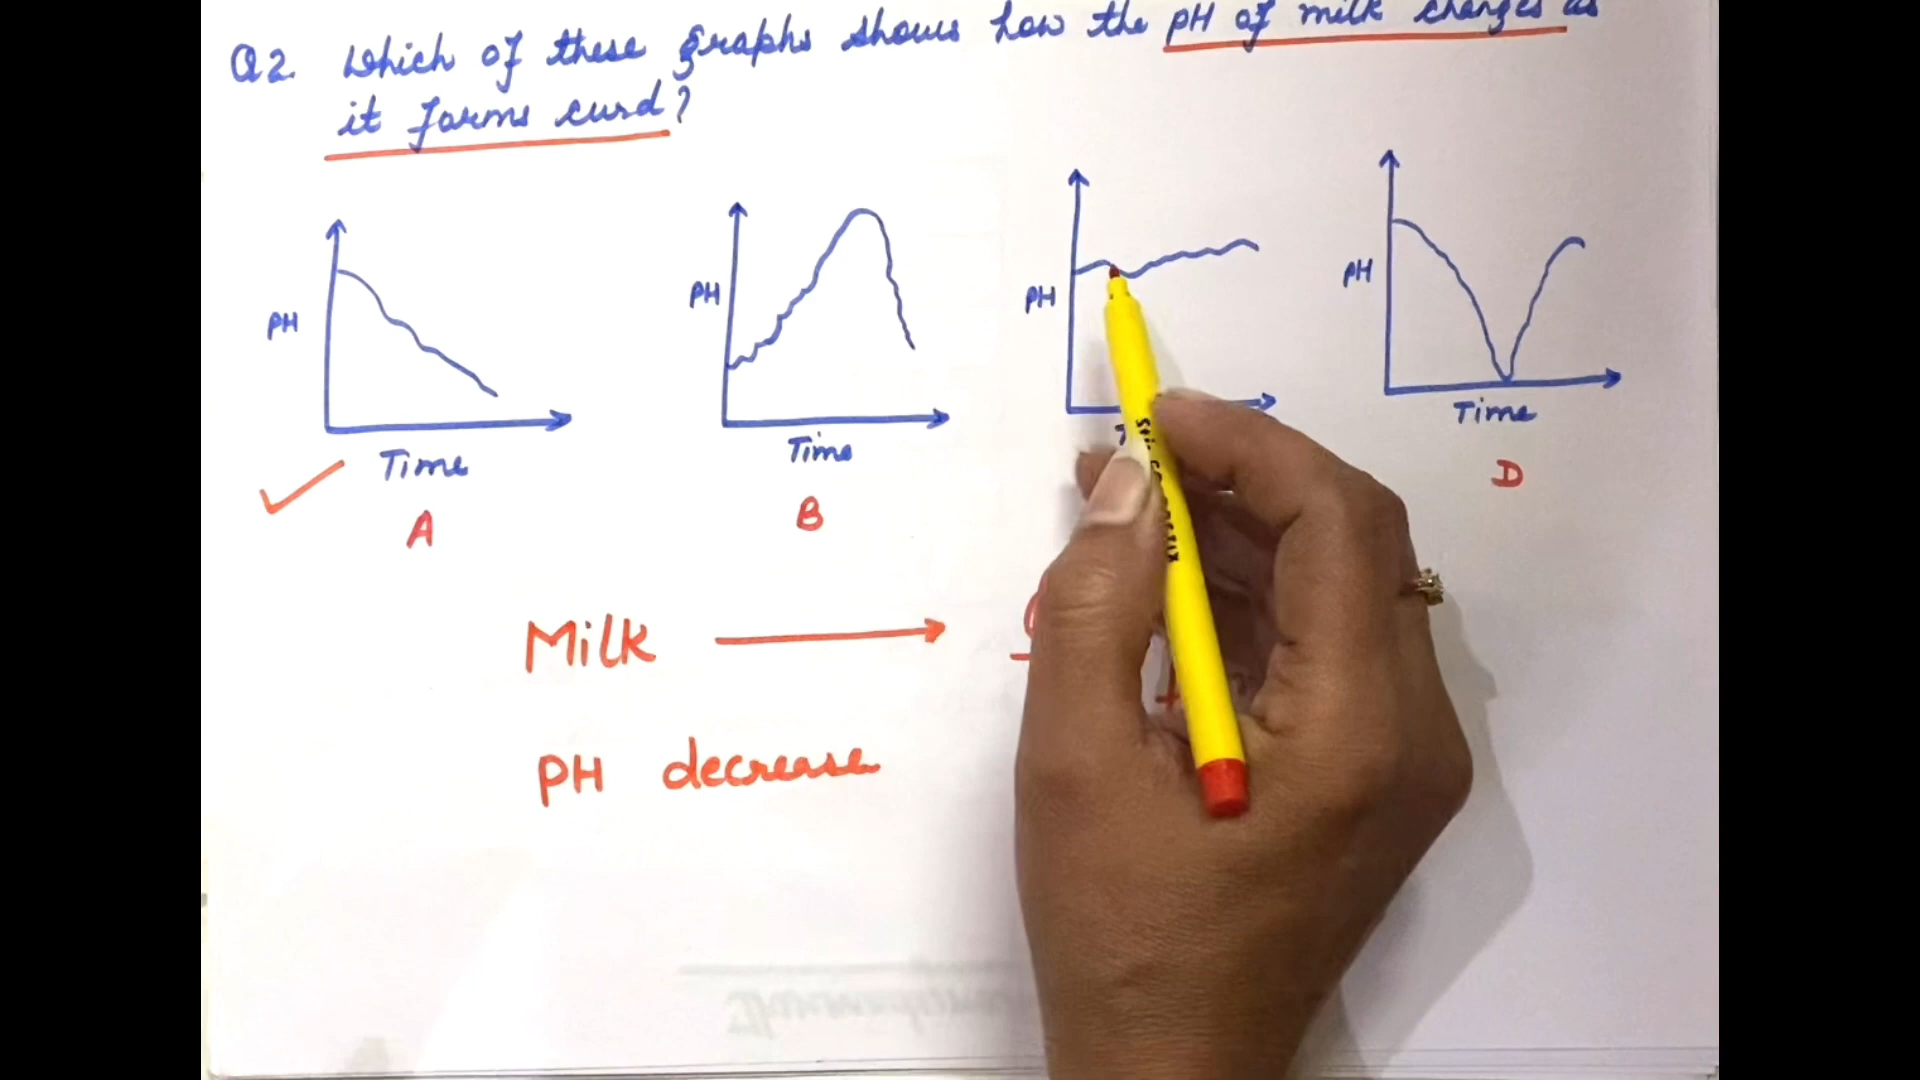 Q2. Which of these graphs shows how the pH of milk changes as
it forms curd?
PH
Time
A
PH
Time
B
PH
PH
Time
D
Milk
PH decrease